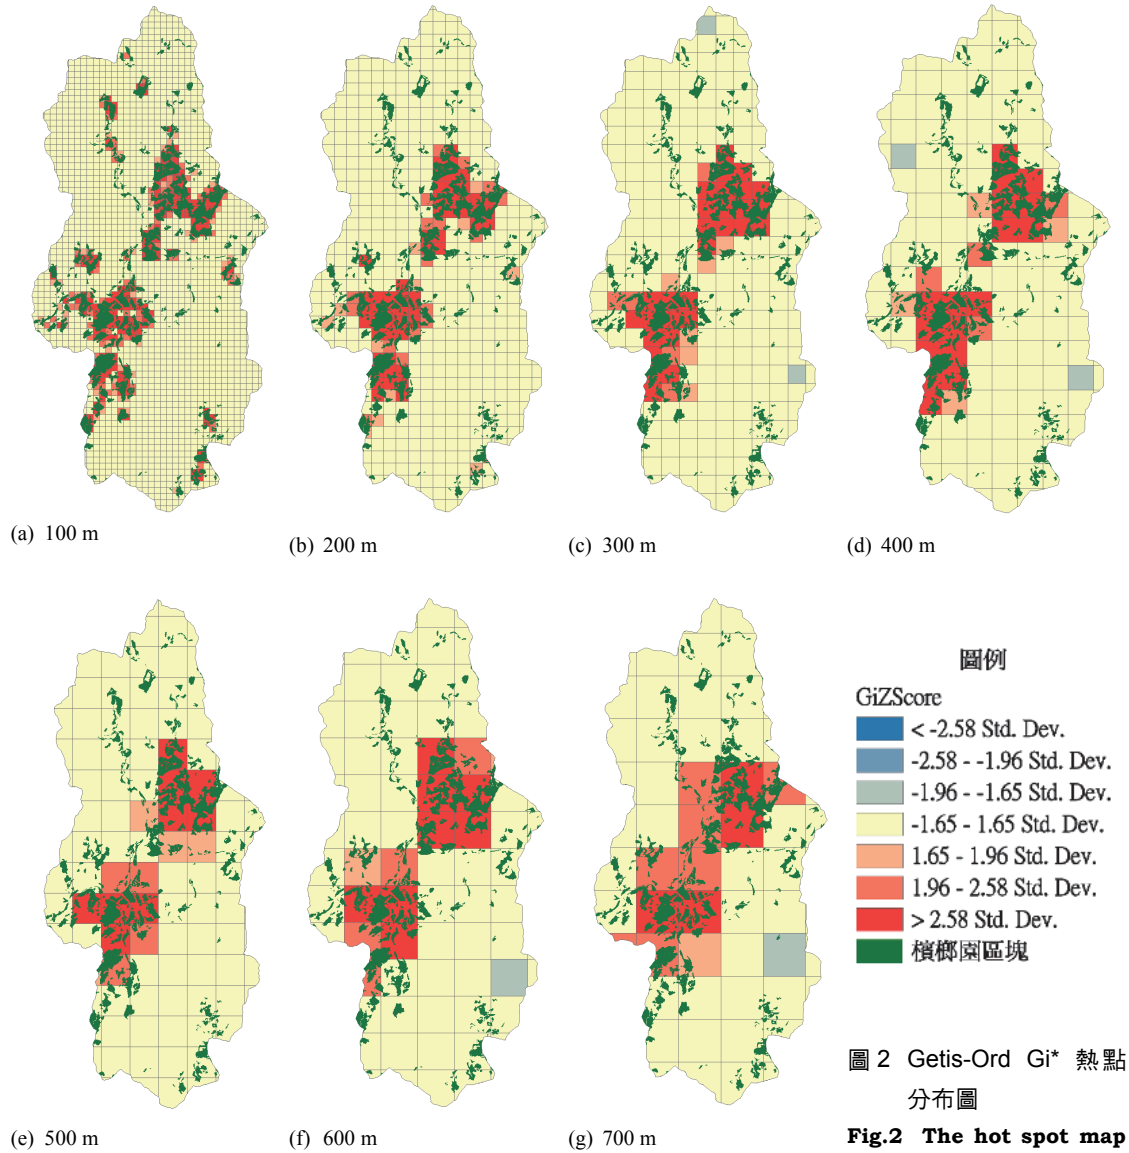 (a) 100 m
(b) 200 m
(c) 300 m
(d) 400 m
(e) 500 m
(f) 600 m
(g) 700 m
圖例
GiZScore
< -2.58 Std. Dev.
-2.58 - -1.96 Std. Dev.
-1.96 - -1.65 Std. Dev.
-1.65 - 1.65 Std. Dev.
1.65 - 1.96 Std. Dev.
1.96 - 2.58 Std. Dev.
> 2.58 Std. Dev.
檳榔園區塊
圖 2 Getis-Ord Gi* 熱點
分布圖
Fig.2 The hot spot map